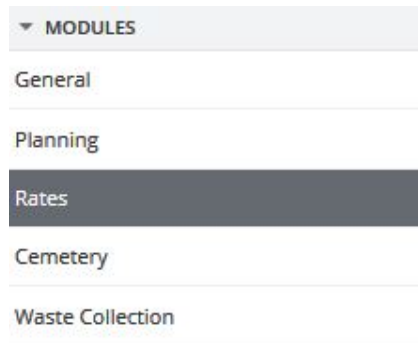 MODULES
General
Planning
Rates
Cemetery
Waste Collection